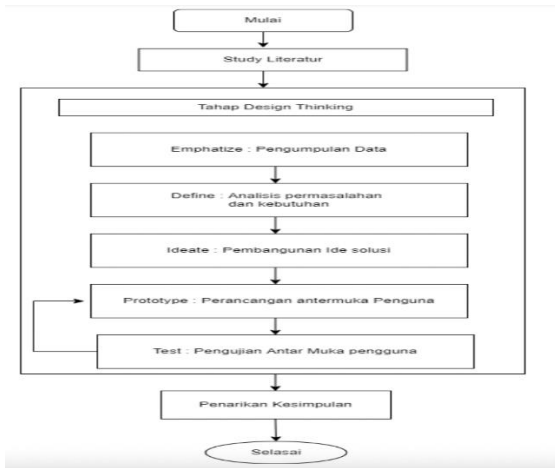 Mulai
Study Literatur
Tahap Design Thinking
Emphatize : Pengumpulan Data
Define : Analisis permasalahan
dan kebutuhan
Ideate : Pembangunan Ide solusi
Prototype : Perancangan antermuka Penguna
Test : Pengujian Antar Muka pengguna
Penarikan Kesimpulan
Selasai